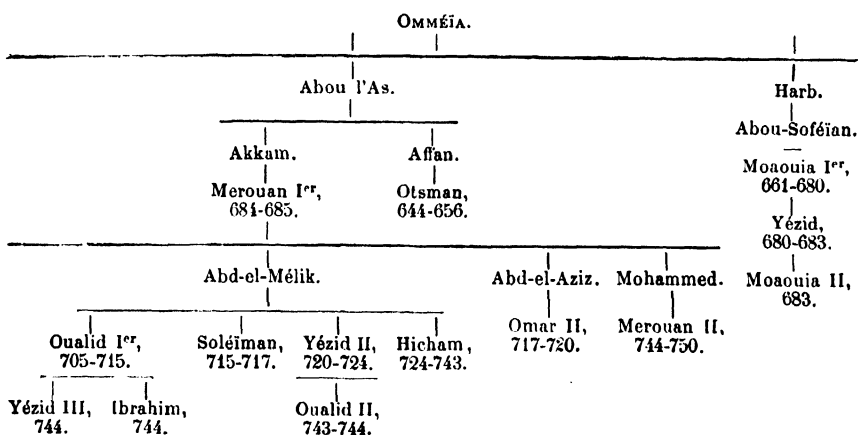 OMMÉÏA.
Abou l'As. Harb.
Abou-Soféïan.
Akkam. Affan. Moaouia Iᵉʳ,
Merouan Iᵉʳ, Otsman, 661-680.
684-685. 644-656. Yézid,
680-683.
Abd-el-Mélik. Abd-el-Aziz. Mohammed. Moaouia II,
683.
Oualid Iᵉʳ, Soléïman, Yézid II, Hicham, Omar II, Merouan II,
705-715. 715-717. 720-724. 724-743. 717-720. 744-750.
Yézid III, Ibrahim, Oualid II,
744. 744. 743-744.